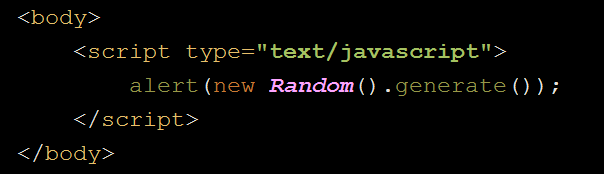 <body>
<script type="text/javascript">
alert(new Random().generate());
</script>
</body>